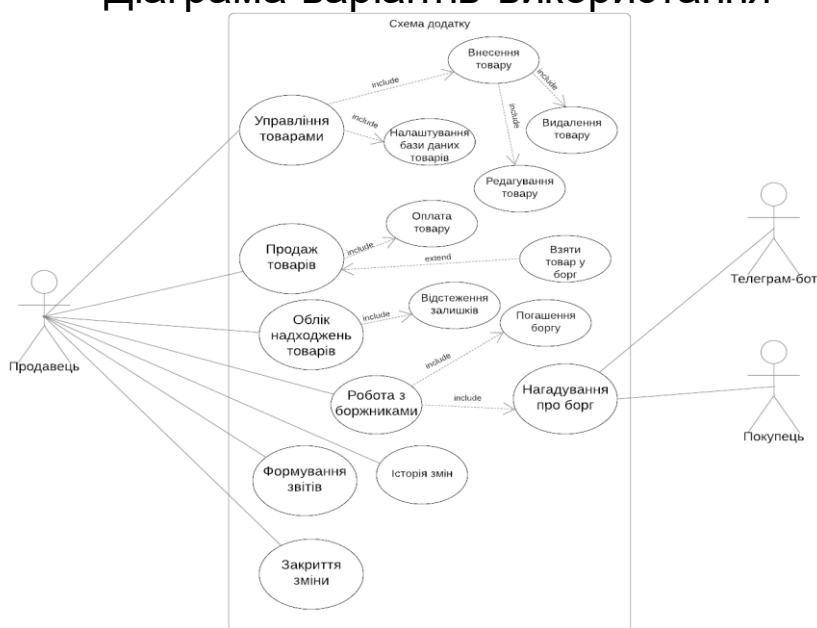 Діаграма варіантів використання
Схема додатку
Внесення
товару
include
include
include
Управління
товарами
include
Налаштування
бази даних
товарів
Видалення
товару
Редагування
товару
Оплата
товару
Продаж
товарів
include
extend
Взяти
товар у
борг
Телеграм-бот
Відстеження
залишків
Облік
надходжень
товарів
include
Погашення
боргу
Продавець
include
Робота з
боржниками
include
Нагадування
про борг
Покупець
Формування
звітів
Історія змін
Закриття
зміни